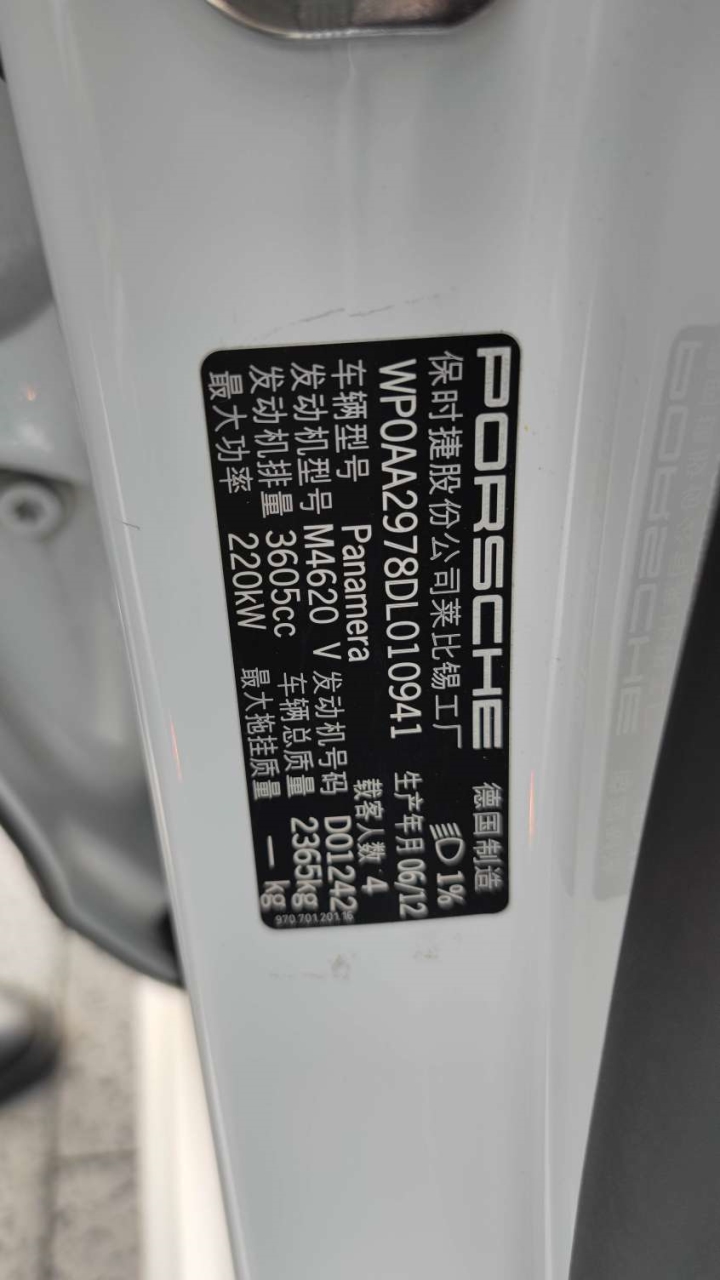 PORSCHE 德国制造
保时捷股份公司莱比锡工厂 1%
WP0AA2978DL010941 生产年月 06/12
车辆型号 Panamera 载客人数 4
发动机型号 M4620 V 发动机号码 D01242
发动机排量 3605cc 车辆总质量 2365kg
最大功率 220kW 最大拖挂质量 — kg
970 701 201 16